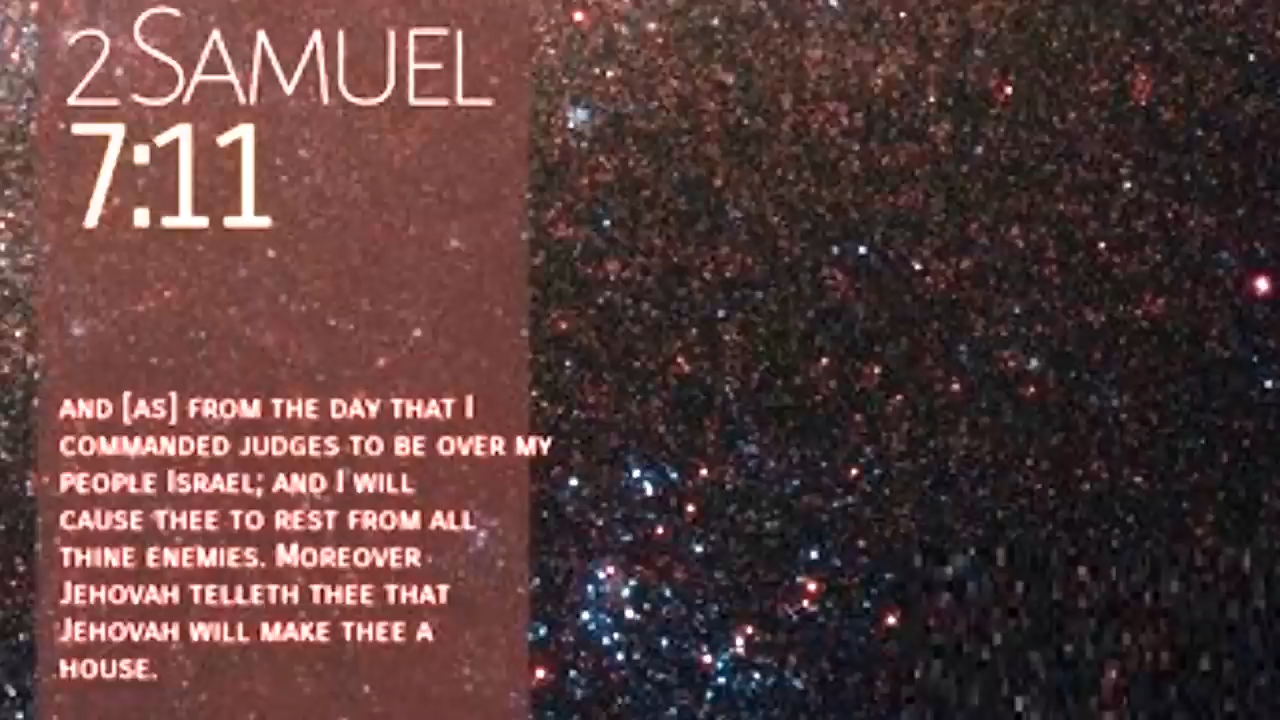 2 Samuel
7:11
and [as] from the day that I
commanded judges to be over my
people Israel; and I will
cause thee to rest from all
thine enemies. Moreover
Jehovah telleth thee that
Jehovah will make thee a
house.